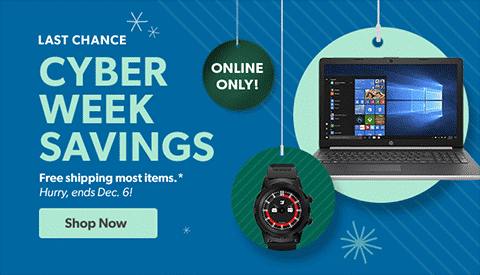 LAST CHANCE
CYBER
WEEK
SAVINGS
Free shipping most items.*
Hurry, ends Dec. 6!
Shop Now
ONLINE
ONLY!